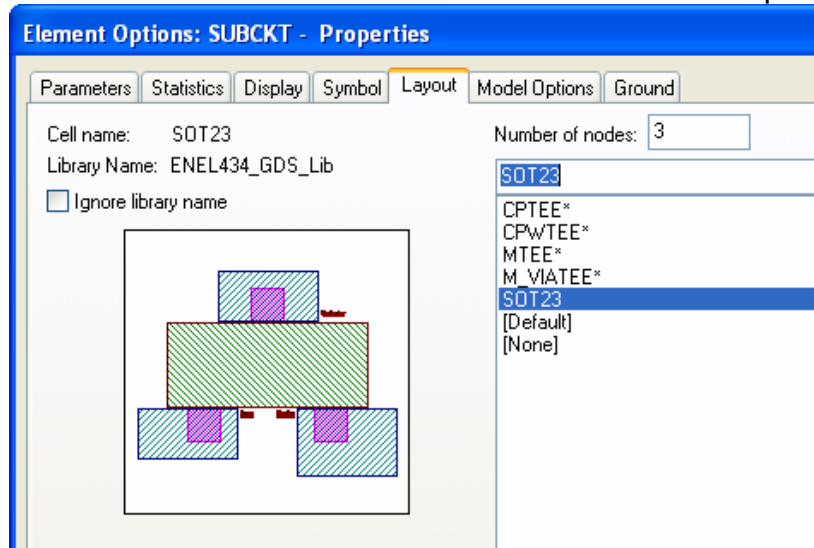 Element Options: SUBCKT - Properties
Parameters Statistics Display Symbol Layout Model Options Ground
Cell name: SOT23
Number of nodes: 3
Library Name: ENEL434_GDS_Lib
Ignore library name
SOT23
CPTEE*
CPWTEE*
MTEE*
M_VIATEE*
SOT23
[Default]
[None]